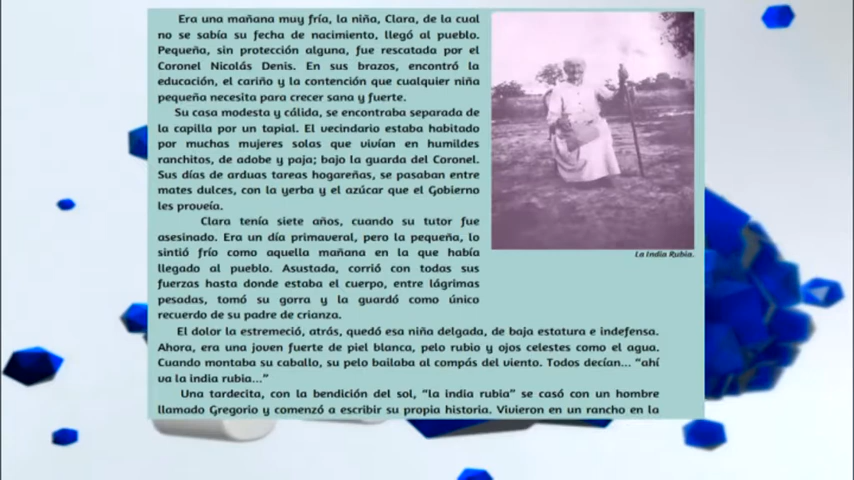 Era una mañana muy fría, la niña, Clara, de la cual
no se sabía su fecha de nacimiento, llegó al pueblo.
Pequeña, sin protección alguna, fue rescatada por el
Coronel Nicolás Denis. En sus brazos, encontró la
educación, el cariño y la contención que cualquier niña
pequeña necesita para crecer sana y fuerte.
Su casa modesta y cálida, se encontraba separada de
la capilla por un tapial. El vecindario estaba habitado
por muchas mujeres solas que vivían en humildes
ranchitos, de adobe y paja; bajo la guarda del Coronel.
Sus días de arduas tareas hogareñas, se pasaban entre
mates dulces, con la yerba y el azúcar que el Gobierno
les proveía.
Clara tenía siete años, cuando su tutor fue
asesinado. Era un día primaveral, pero la pequeña, lo
sintió frío como aquella mañana en la que había
llegado al pueblo. Asustada, corrió con todas sus
fuerzas hasta donde estaba el cuerpo, entre lágrimas
pesadas, tomó su gorra y la guardó como único
recuerdo de su padre de crianza.
La India Rubia.
El dolor la estremeció, atrás, quedó esa niña delgada, de baja estatura e indefensa.
Ahora, era una joven fuerte de piel blanca, pelo rubio y ojos celestes como el agua.
Cuando montaba su caballo, su pelo bailaba al compás del viento. Todos decían... “ahí
va la india rubia...”
Una tardecita, con la bendición del sol, “la india rubia” se casó con un hombre
llamado Gregorio y comenzó a escribir su propia historia. Vivieron en un rancho en la